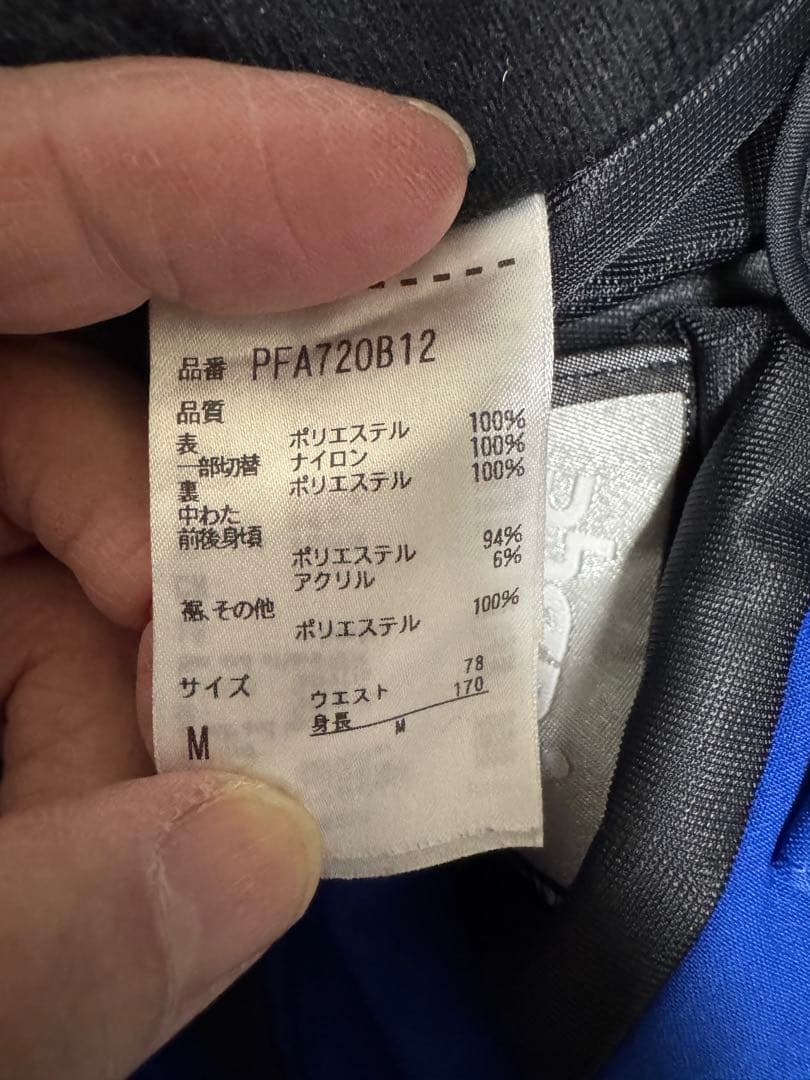 品番 PFA720B12
品質
表 ポリエステル 100%
一部切替 ナイロン 100%
裏 ポリエステル 100%
中わた
前後身頃
ポリエステル 94%
アクリル 6%
裾、その他
ポリエステル 100%
サイズ ウエスト 78
身長 170
M M